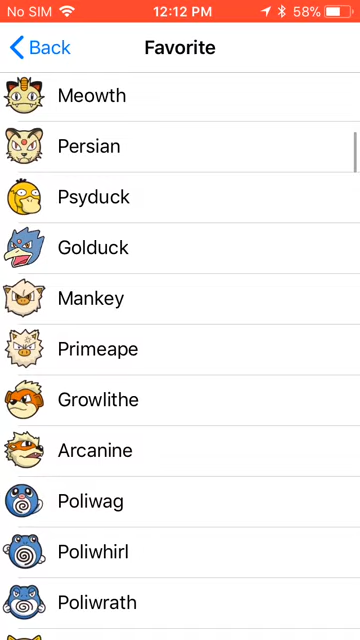 No SIM 12:12 PM 58%
Back Favorite
Meowth
Persian
Psyduck
Golduck
Mankey
Primeape
Growlithe
Arcanine
Poliwag
Poliwhirl
Poliwrath